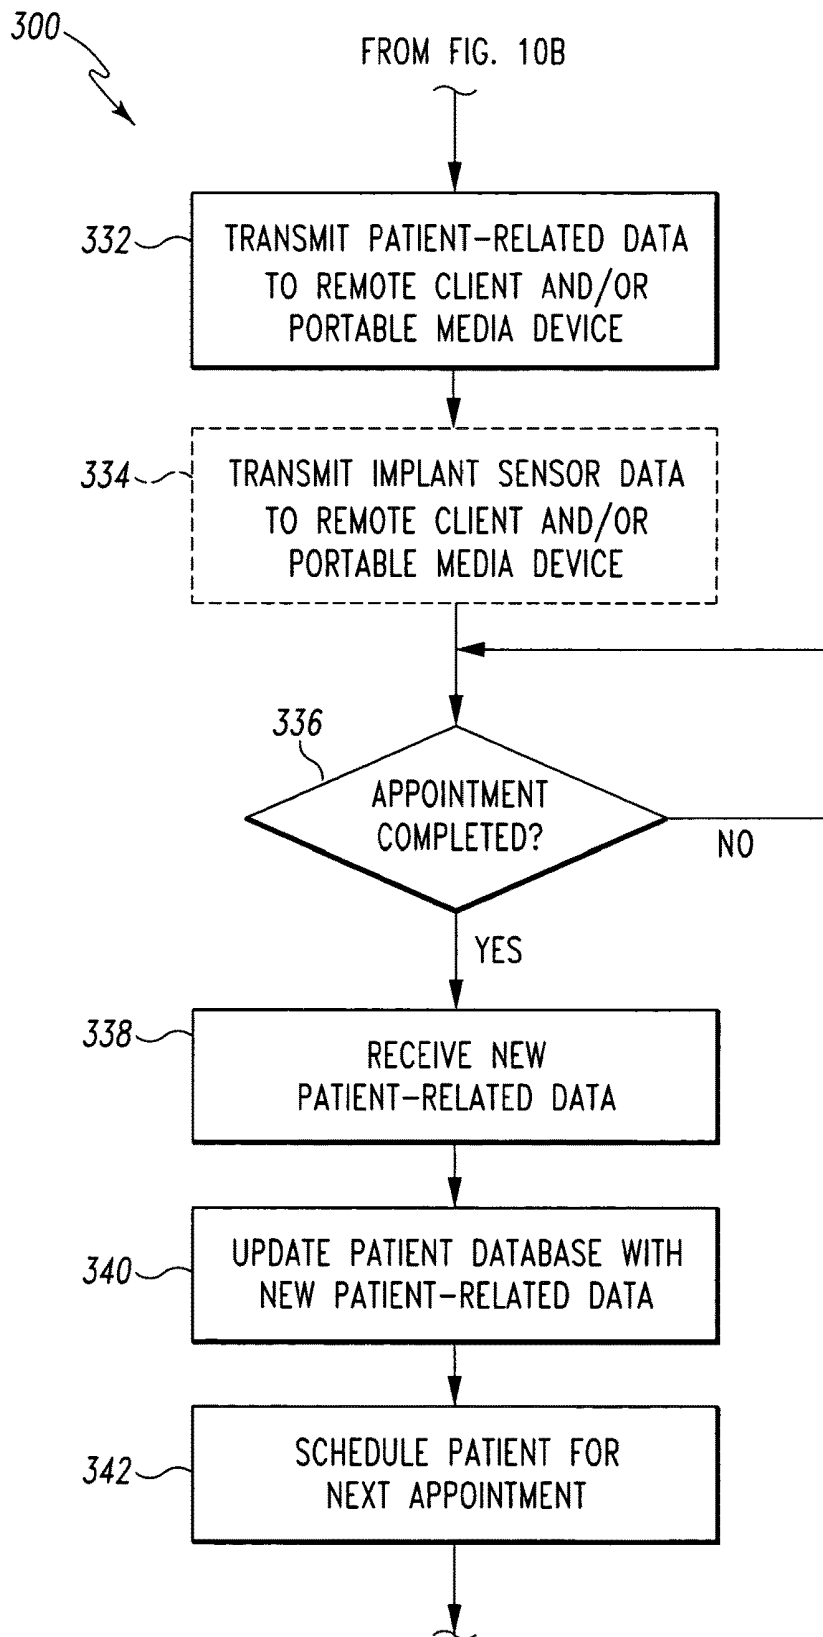 300
FROM FIG. 10B
332
TRANSMIT PATIENT-RELATED DATA
TO REMOTE CLIENT AND/OR
PORTABLE MEDIA DEVICE
334
TRANSMIT IMPLANT SENSOR DATA
TO REMOTE CLIENT AND/OR
PORTABLE MEDIA DEVICE
336
APPOINTMENT
COMPLETED?
NO
YES
338
RECEIVE NEW
PATIENT-RELATED DATA
340
UPDATE PATIENT DATABASE WITH
NEW PATIENT-RELATED DATA
342
SCHEDULE PATIENT FOR
NEXT APPOINTMENT